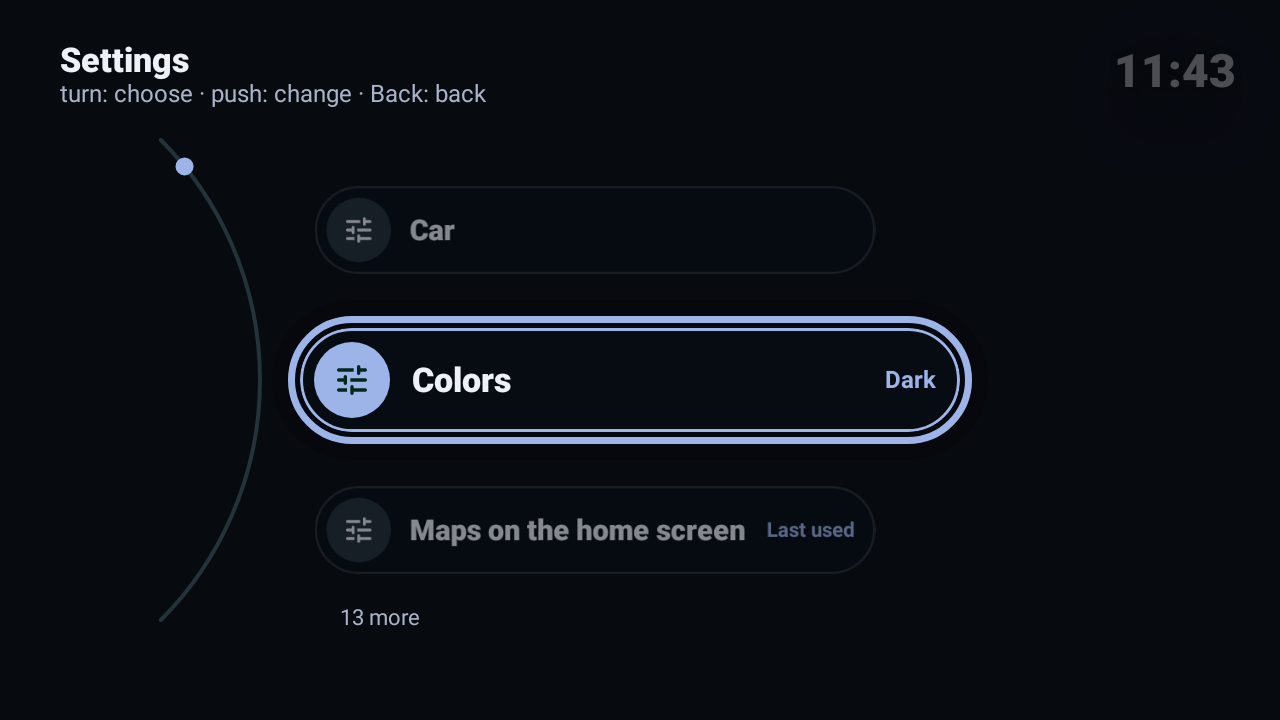 Settings
turn: choose · push: change · Back: back
11:43
Car
Colors
Dark
Maps on the home screen
Last used
13 more